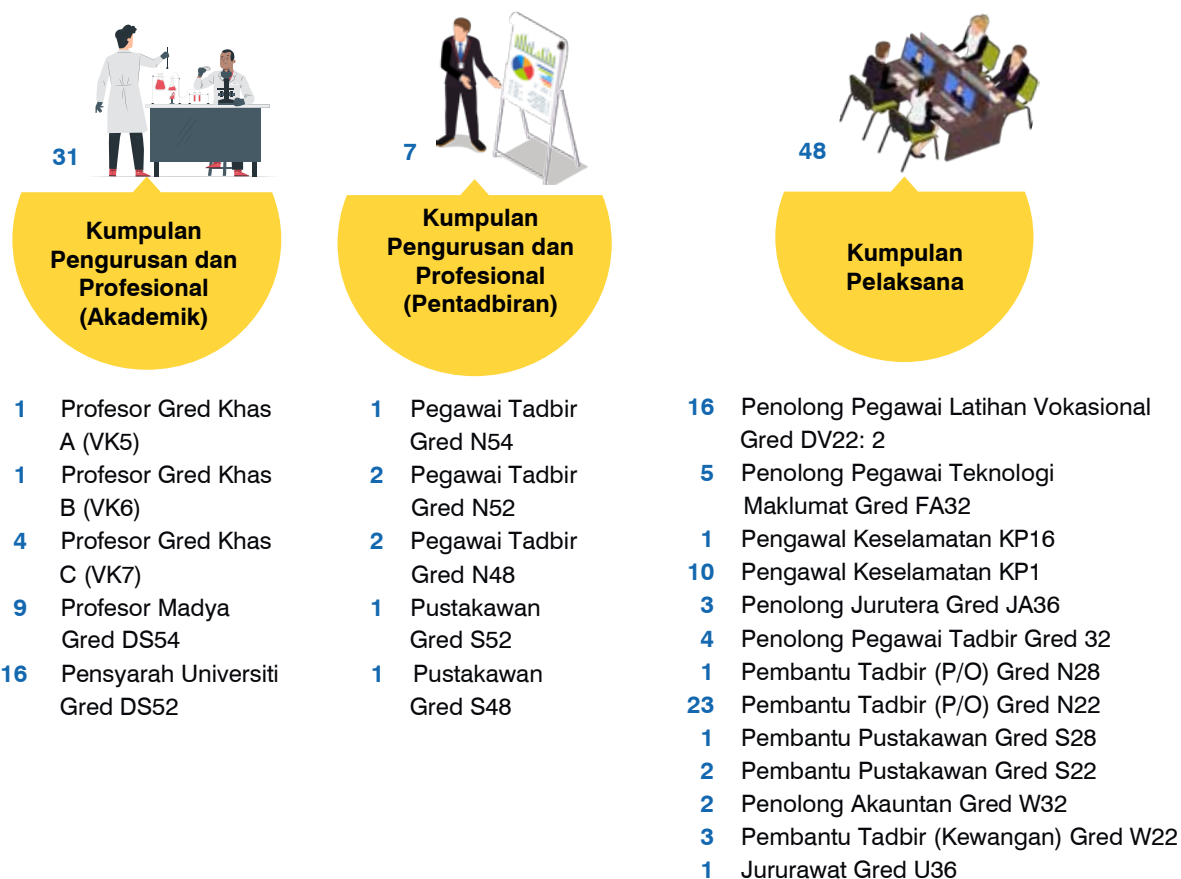 31
Kumpulan
Pengurusan dan
Profesional
(Akademik)
1 Profesor Gred Khas
A (VK5)
1 Profesor Gred Khas
B (VK6)
4 Profesor Gred Khas
C (VK7)
9 Profesor Madya
Gred DS54
16 Pensyarah Universiti
Gred DS52
7
Kumpulan
Pengurusan dan
Profesional
(Pentadbiran)
1 Pegawai Tadbir
Gred N54
2 Pegawai Tadbir
Gred N52
2 Pegawai Tadbir
Gred N48
1 Pustakawan
Gred S52
1 Pustakawan
Gred S48
48
Kumpulan
Pelaksana
16 Penolong Pegawai Latihan Vokasional
Gred DV22: 2
5 Penolong Pegawai Teknologi
Maklumat Gred FA32
1 Pengawal Keselamatan KP16
10 Pengawal Keselamatan KP1
3 Penolong Jurutera Gred JA36
4 Penolong Pegawai Tadbir Gred 32
1 Pembantu Tadbir (P/O) Gred N28
23 Pembantu Tadbir (P/O) Gred N22
1 Pembantu Pustakawan Gred S28
2 Pembantu Pustakawan Gred S22
2 Penolong Akauntan Gred W32
3 Pembantu Tadbir (Kewangan) Gred W22
1 Jururawat Gred U36